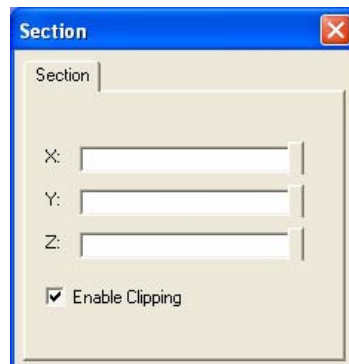 Section
Section
X:
Y:
Z:
Enable Clipping